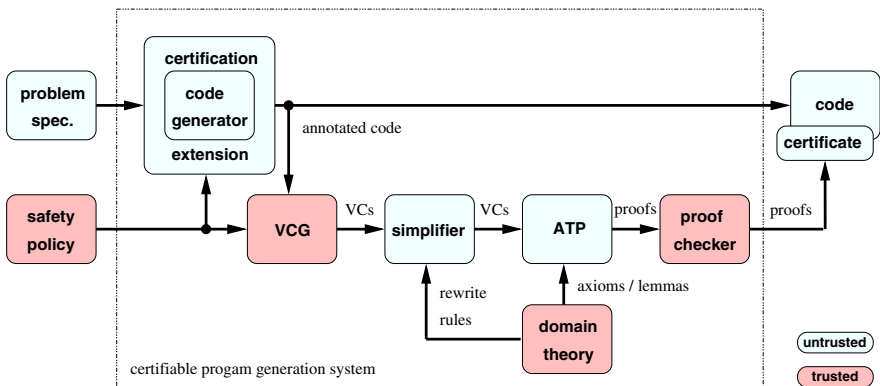 certification
problem
spec.
code
generator
extension
annotated code
code
certificate
safety
policy
VCG
VCs
simplifier
VCs
ATP
proofs
proof
checker
proofs
rewrite
rules
axioms / lemmas
domain
theory
certifiable progam generation system
untrusted
trusted